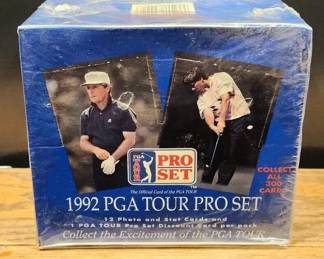 PGA
TOUR
PRO
SET
™
The Official Card of the PGA TOUR
COLLECT
ALL
300
CARDS
1992 PGA TOUR PRO SET
12 Photo and Stat Cards and
1 PGA TOUR Pro Set Discount Card per pack
Collect the Excitement of the PGA TOUR